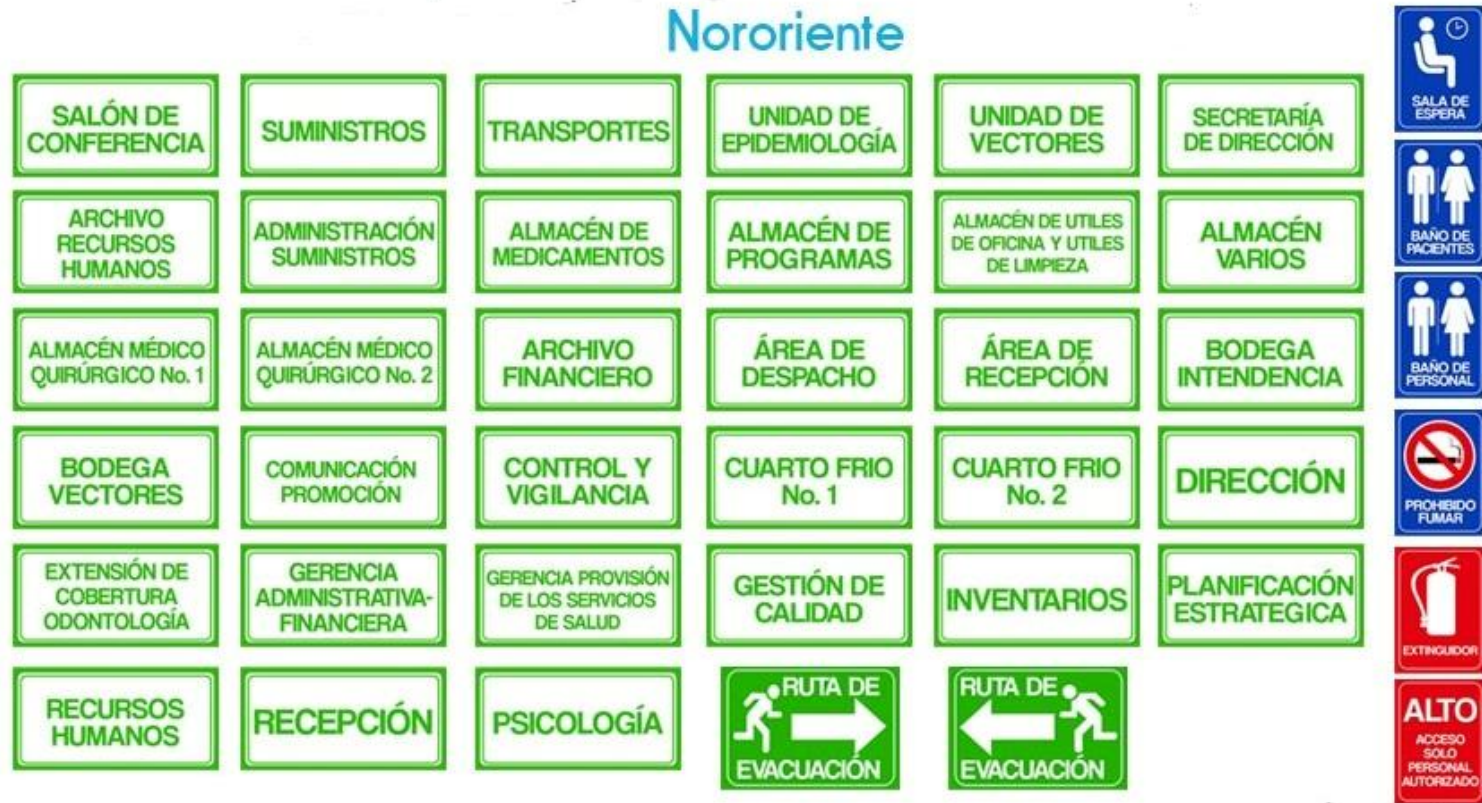 Nororiente
SALÓN DE
CONFERENCIA
SUMINISTROS
TRANSPORTES
UNIDAD DE
EPIDEMIOLOGÍA
UNIDAD DE
VECTORES
SECRETARÍA
DE DIRECCIÓN
ARCHIVO
RECURSOS
HUMANOS
ADMINISTRACIÓN
SUMINISTROS
ALMACÉN DE
MEDICAMENTOS
ALMACÉN DE
PROGRAMAS
ALMACÉN DE UTILES
DE OFICINA Y UTILES
DE LIMPIEZA
ALMACÉN
VARIOS
ALMACÉN MÉDICO
QUIRÚRGICO No. 1
ALMACÉN MÉDICO
QUIRÚRGICO No. 2
ARCHIVO
FINANCIERO
ÁREA DE
DESPACHO
ÁREA DE
RECEPCIÓN
BODEGA
INTENDENCIA
BODEGA
VECTORES
COMUNICACIÓN
PROMOCIÓN
CONTROL Y
VIGILANCIA
CUARTO FRIO
No. 1
CUARTO FRIO
No. 2
DIRECCIÓN
EXTENSIÓN DE
COBERTURA
ODONTOLOGÍA
GERENCIA
ADMINISTRATIVA-
FINANCIERA
GERENCIA PROVISIÓN
DE LOS SERVICIOS
DE SALUD
GESTIÓN DE
CALIDAD
INVENTARIOS
PLANIFICACIÓN
ESTRATEGICA
RECURSOS
HUMANOS
RECEPCIÓN
PSICOLOGÍA
RUTA DE
EVACUACIÓN
RUTA DE
EVACUACIÓN
SALA DE
ESPERA
BAÑO DE
PACIENTES
BAÑO DE
PERSONAL
PROHIBIDO
FUMAR
EXTINGUIDOR
ALTO
ACCESO
SOLO
PERSONAL
AUTORIZADO